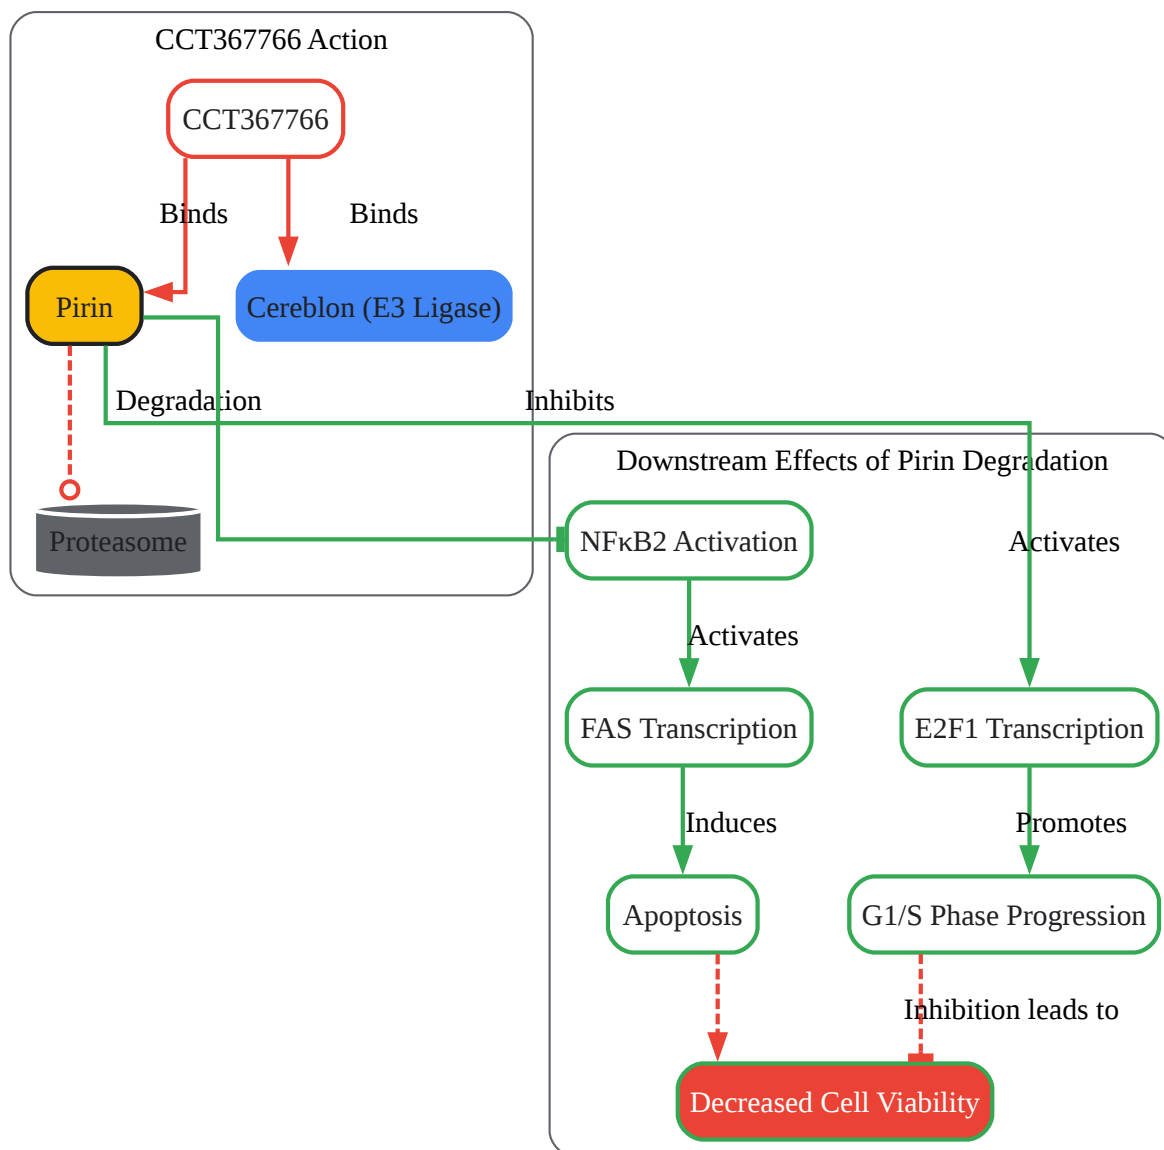 CCT367766 Action
CCT367766
Binds
Binds
Pirin
Cereblon (E3 Ligase)
Degradation
Inhibits
Downstream Effects of Pirin Degradation
Proteasome
NFκB2 Activation
Activates
Activates
FAS Transcription
E2F1 Transcription
Induces
Promotes
Apoptosis
G1/S Phase Progression
Inhibition leads to
Decreased Cell Viability